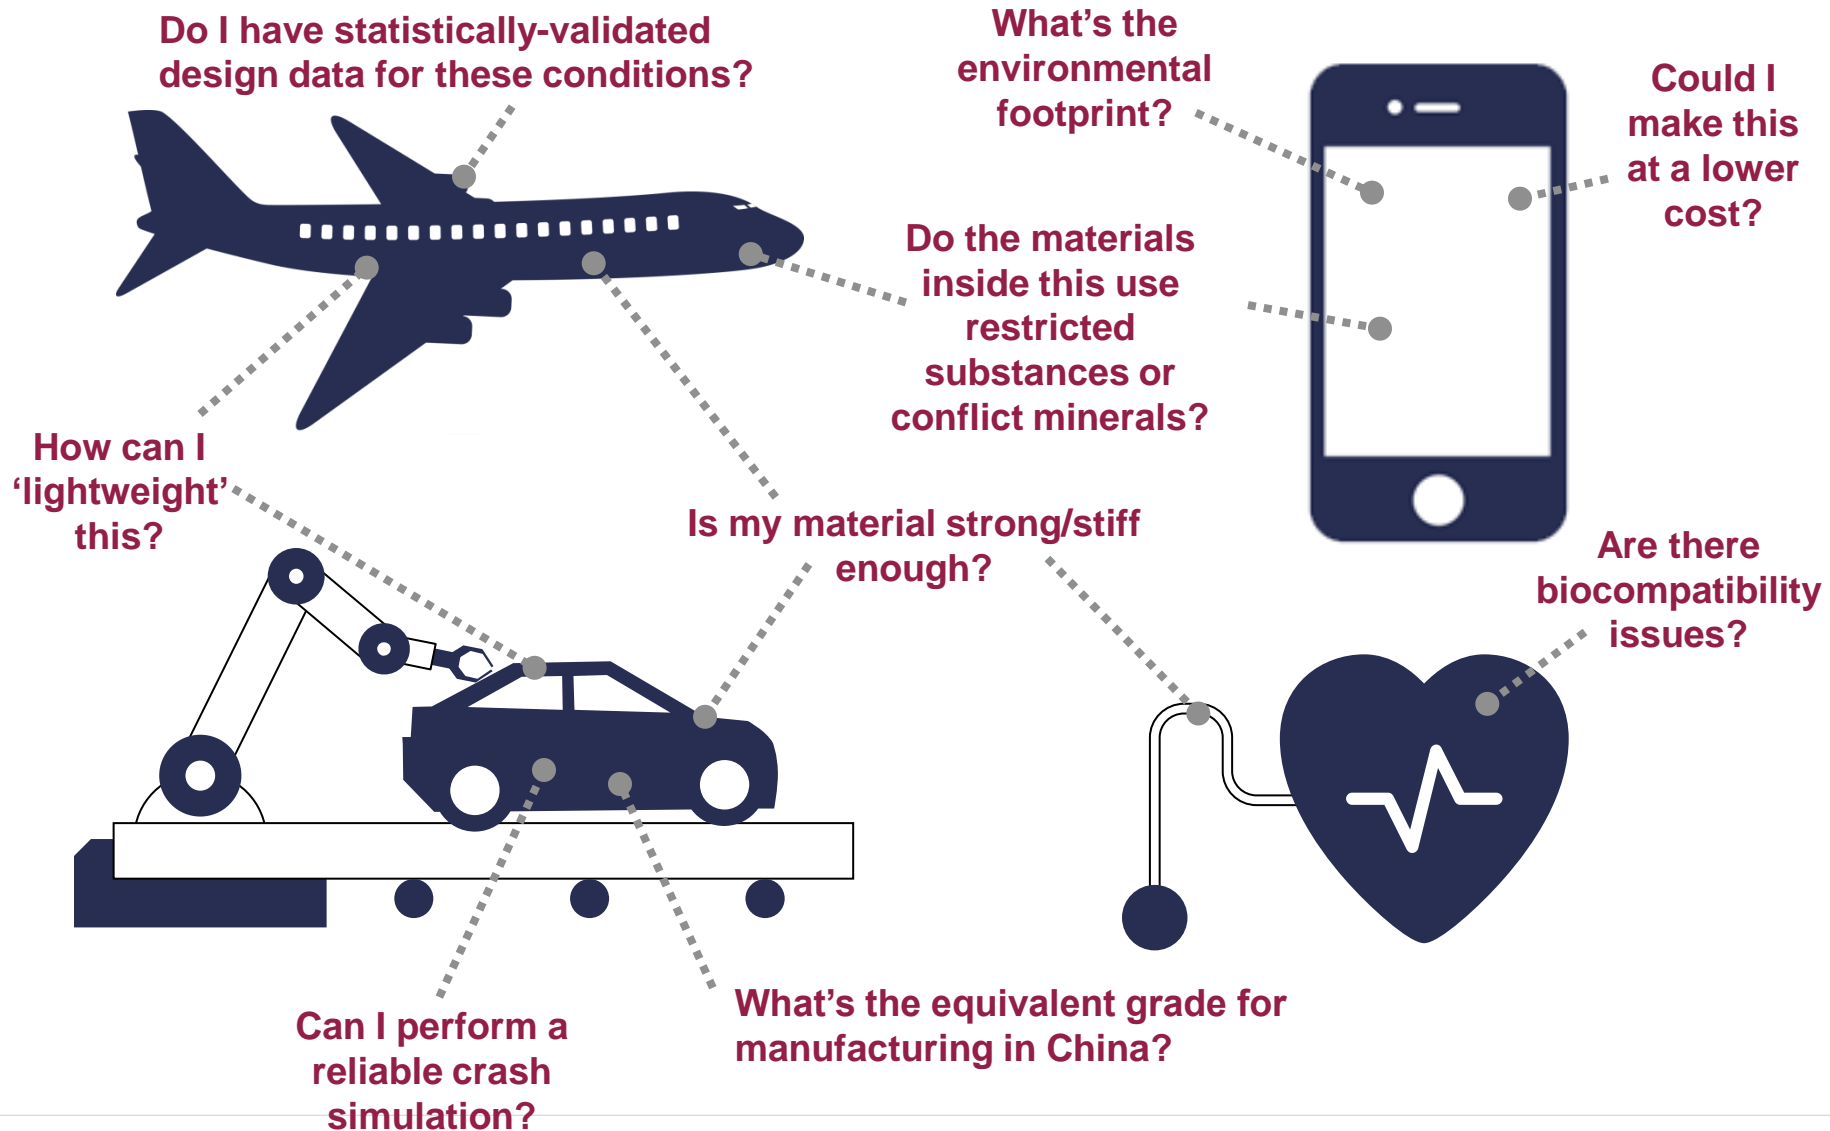 Do I have statistically-validated
design data for these conditions?
What’s the
environmental
footprint?
Could I
make this
at a lower
cost?
Do the materials
inside this use
restricted
substances or
conflict minerals?
How can I
‘lightweight’
this?
Is my material strong/stiff
enough?
Are there
biocompatibility
issues?
Can I perform a
reliable crash
simulation?
What’s the equivalent grade for
manufacturing in China?